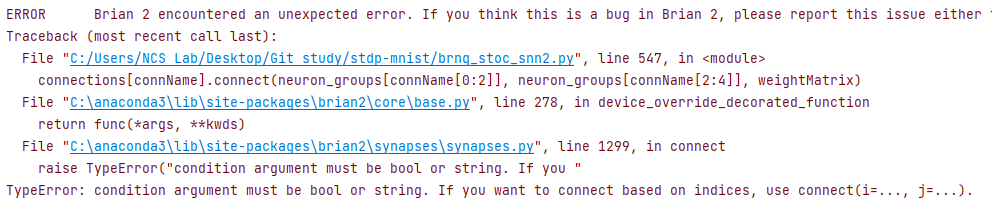 ERROR      Brian 2 encountered an unexpected error. If you think this is a bug in Brian 2, please report this issue either
Traceback (most recent call last):
  File "C:/Users/NCS Lab/Desktop/Git study/stdp-mnist/brnq_stoc_snn2.py", line 547, in <module>
    connections[connName].connect(neuron_groups[connName[0:2]], neuron_groups[connName[2:4]], weightMatrix)
  File "C:\anaconda3\lib\site-packages\brian2\core\base.py", line 278, in device_override_decorated_function
    return func(*args, **kwds)
  File "C:\anaconda3\lib\site-packages\brian2\synapses\synapses.py", line 1299, in connect
    raise TypeError("condition argument must be bool or string. If you "
TypeError: condition argument must be bool or string. If you want to connect based on indices, use connect(i=..., j=...).